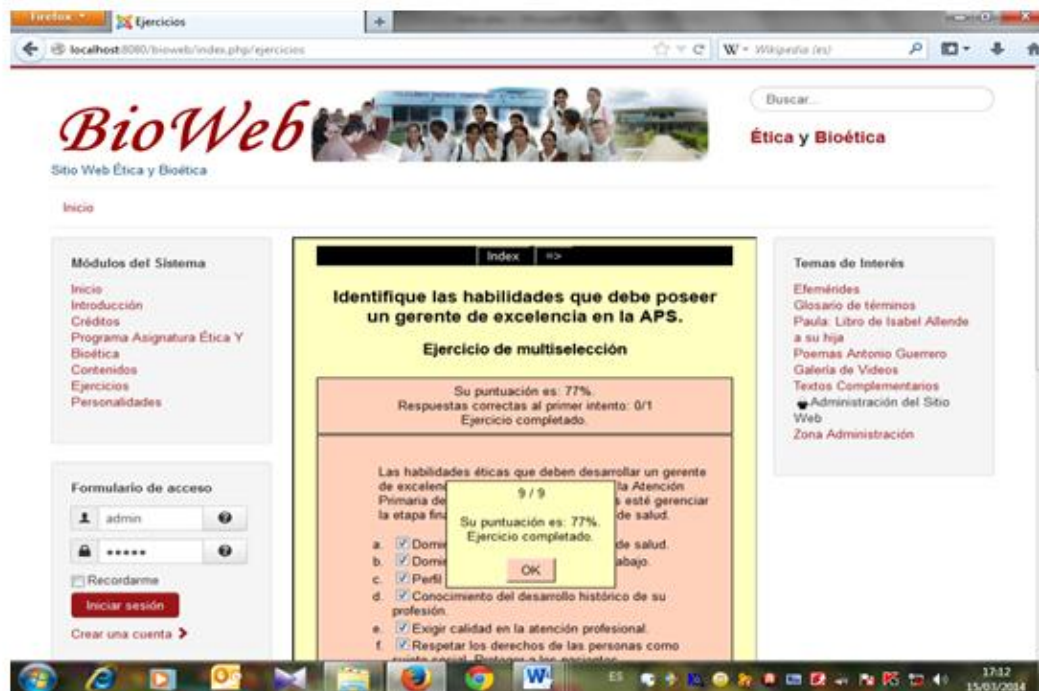 Firefox
Ejercicios
localhost:8080/bioweb/index.php/ejercicios
W - Wikipedia (es)
BioWeb
Sitio Web Ética y Bioética
Buscar...
Ética y Bioética
Inicio
Módulos del Sistema
Inicio
Introducción
Créditos
Programa Asignatura Ética Y
Bioética
Contenidos
Ejercicios
Personalidades
Formulario de acceso
admin
Recordarme
Iniciar sesión
Crear una cuenta
Index =>
Identifique las habilidades que debe poseer
un gerente de excelencia en la APS.
Ejercicio de multiselección
Su puntuación es: 77%.
Respuestas correctas al primer intento: 0/1
Ejercicio completado.
Las habilidades éticas que deben desarrollar un gerente
de excelen la Atención
Primaria de s esté gerenciar
la etapa fina de salud.
a. Domi de salud.
b. Domi abajo.
c. Perfil
d. Conocimiento del desarrollo histórico de su
profesión.
e. Exigir calidad en la atención profesional.
f. Respetar los derechos de las personas como
sujeto social. Proteger a los pacientes
9 / 9
Su puntuación es: 77%.
Ejercicio completado.
OK
Temas de Interés
Efemérides
Glosario de términos
Paula: Libro de Isabel Allende
a su hija
Poemas Antonio Guerrero
Galería de Videos
Textos Complementarios
Administración del Sitio
Web
Zona Administración
ES
17:12
15/03/2014